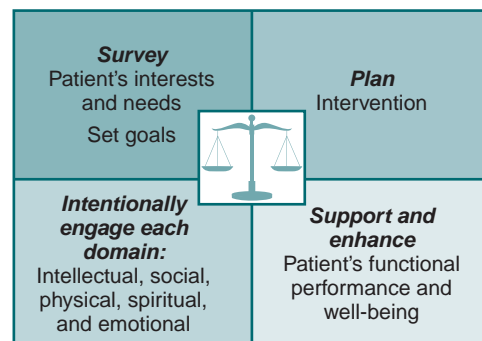 Survey
Patient's interests
and needs
Set goals
Plan
Intervention
Intentionally
engage each
domain:
Intellectual, social,
physical, spiritual,
and emotional
Support and
enhance
Patient's functional
performance and
well-being